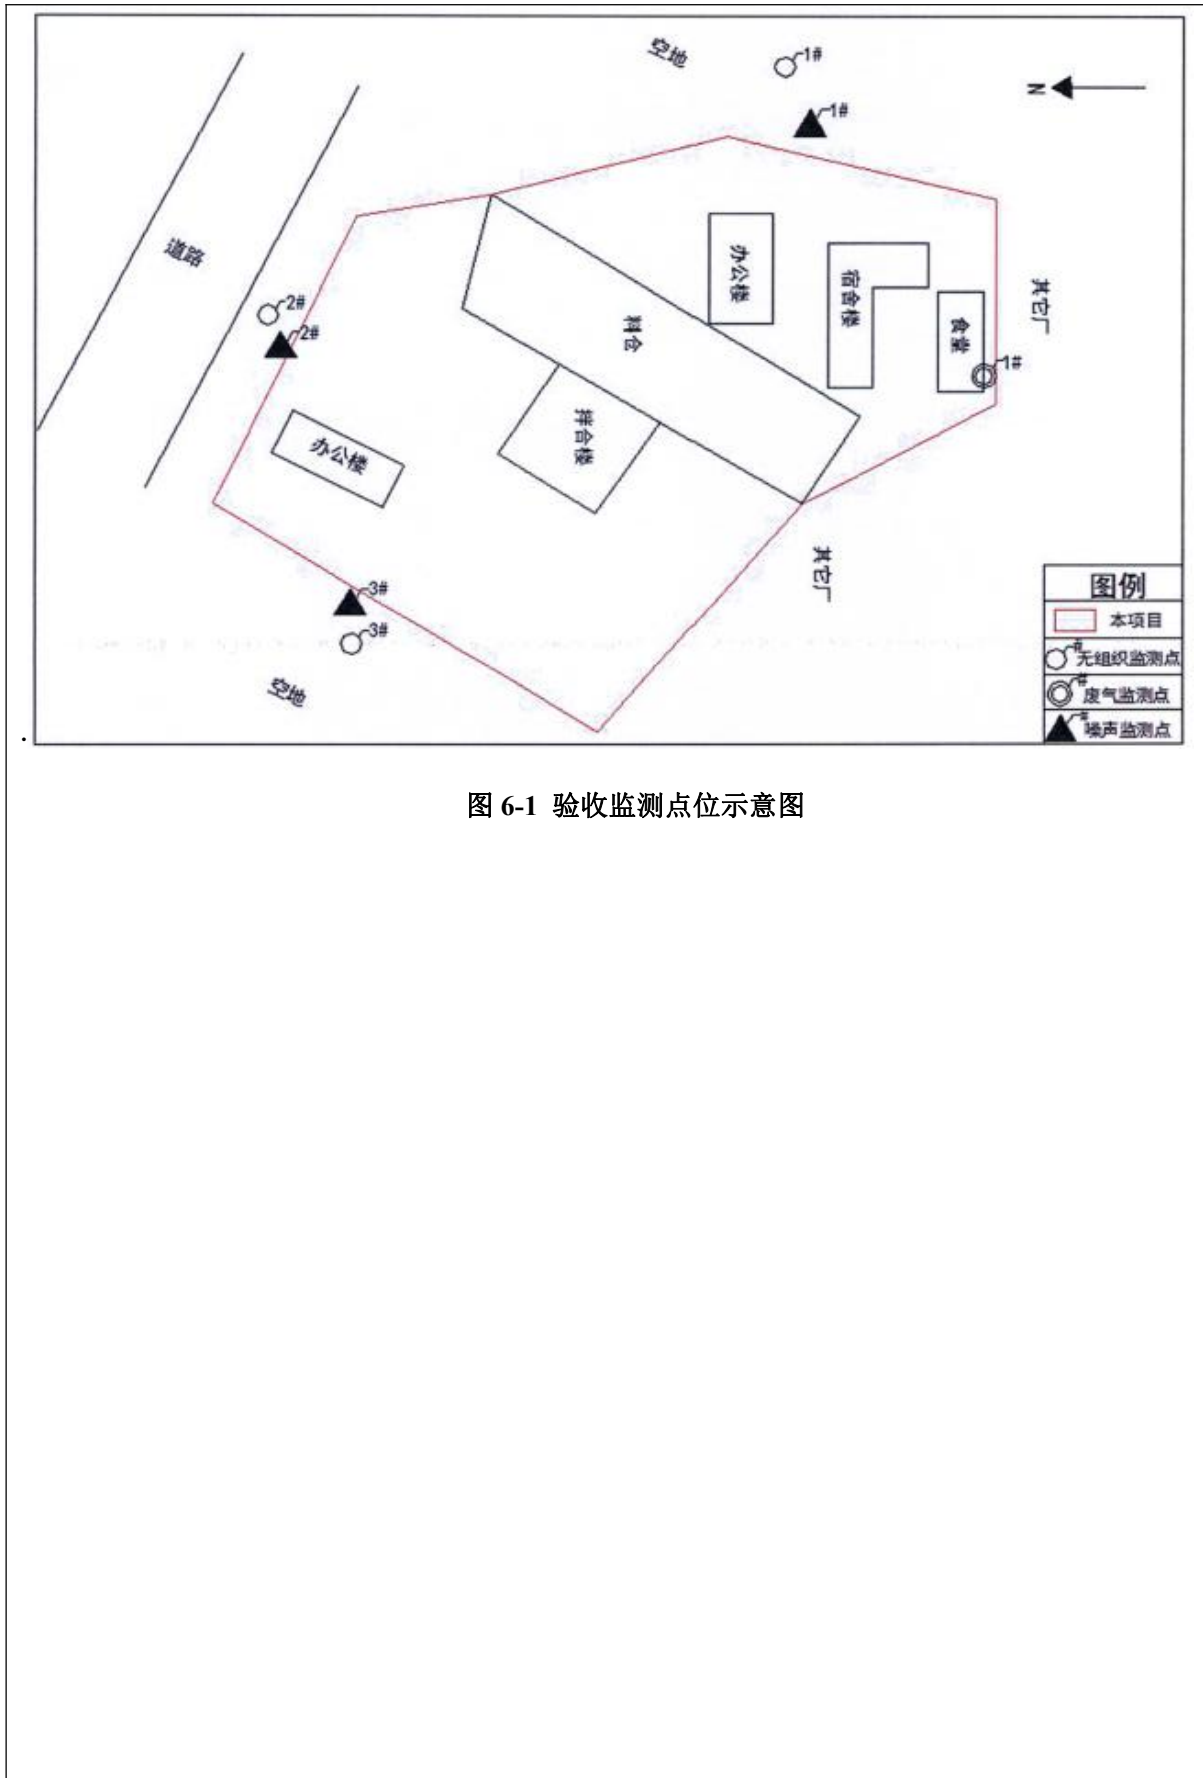 空地
1#
1#
N
道路
办公楼
宿舍楼
其它厂
2#
2#
料仓
食堂
1#
拌合楼
办公楼
其它厂
3#
3#
空地
图例
本项目
# 无组织监测点
# 废气监测点
# 噪声监测点
图 6-1 验收监测点位示意图